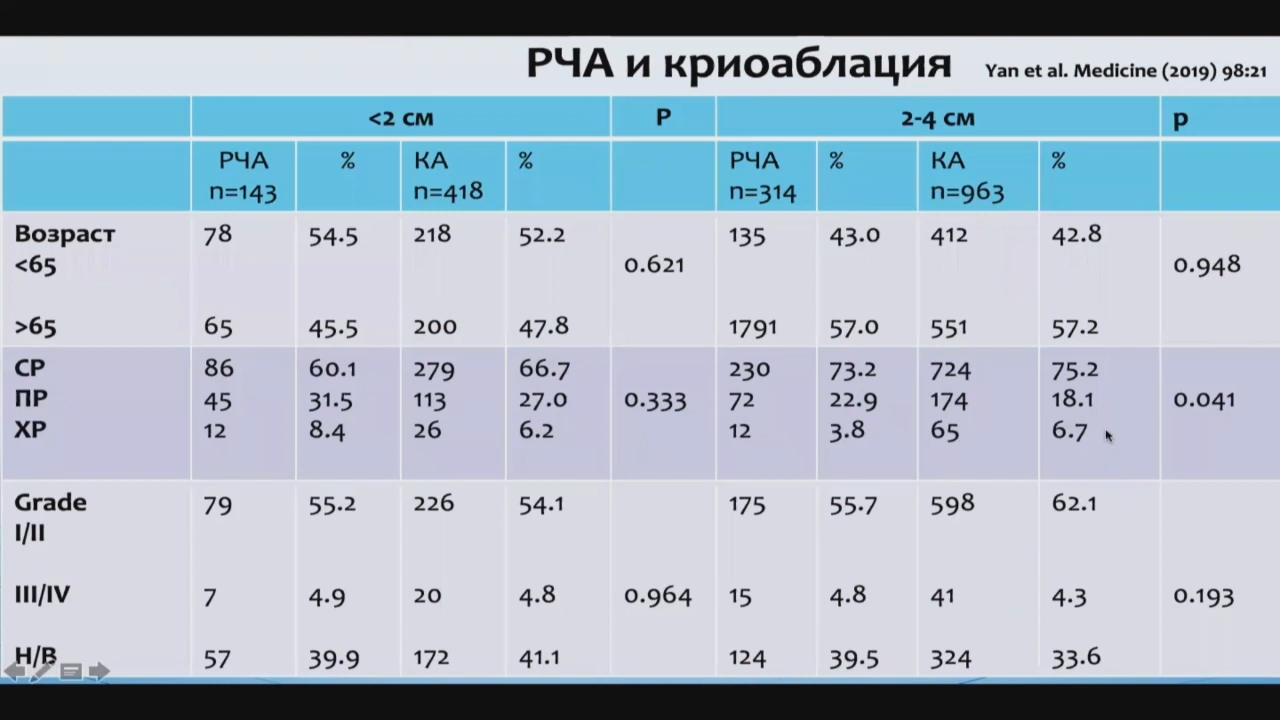 РЧА и криоаблация Yan et al. Medicine (2019) 98:21
<2 см P 2-4 см p
РЧА % КА % РЧА % КА %
n=143 n=418 n=314 n=963
Возраст 78 54.5 218 52.2 135 43.0 412 42.8
<65 0.621 0.948
>65 65 45.5 200 47.8 1791 57.0 551 57.2
СР 86 60.1 279 66.7 230 73.2 724 75.2
ПР 45 31.5 113 27.0 0.333 72 22.9 174 18.1 0.041
ХР 12 8.4 26 6.2 12 3.8 65 6.7
Grade 79 55.2 226 54.1 175 55.7 598 62.1
I/II
III/IV 7 4.9 20 4.8 0.964 15 4.8 41 4.3 0.193
Н/В 57 39.9 172 41.1 124 39.5 324 33.6